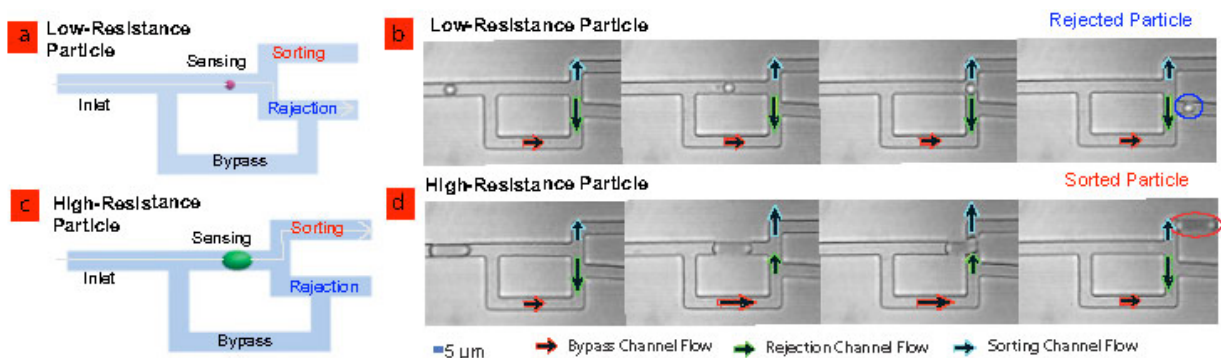 a
Low-Resistance
Particle
Sensing
Sorting
Inlet
Rejection
Bypass
b
Low-Resistance Particle
Rejected Particle
c
High-Resistance
Particle
Sensing
Sorting
Inlet
Rejection
Bypass
d
High-Resistance Particle
Sorted Particle
5 µm
Bypass Channel Flow
Rejection Channel Flow
Sorting Channel Flow